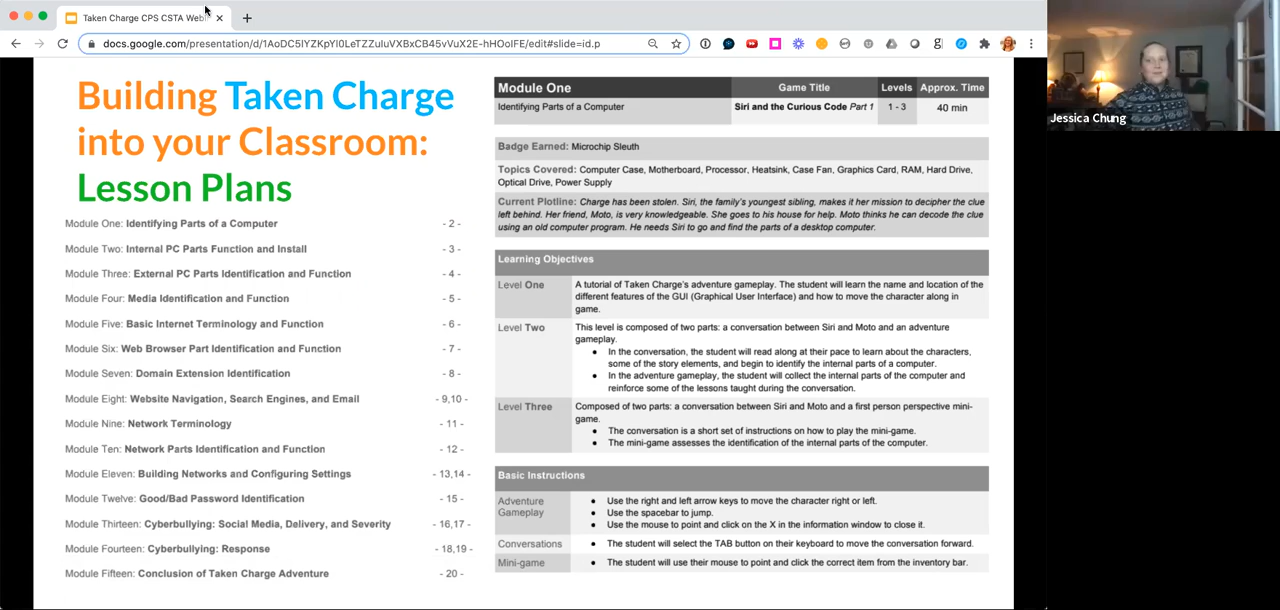 Taken Charge CPS CSTA Webi
docs.google.com/presentation/d/1AoDC5IYZKpYI0LeTZZuIuVXBxCB45vVuX2E-hHOoIFE/edit#slide=id.p
Building Taken Charge
into your Classroom:
Lesson Plans
Module One: Identifying Parts of a Computer - 2 -
Module Two: Internal PC Parts Function and Install - 3 -
Module Three: External PC Parts Identification and Function - 4 -
Module Four: Media Identification and Function - 5 -
Module Five: Basic Internet Terminology and Function - 6 -
Module Six: Web Browser Part Identification and Function - 7 -
Module Seven: Domain Extension Identification - 8 -
Module Eight: Website Navigation, Search Engines, and Email - 9,10 -
Module Nine: Network Terminology - 11 -
Module Ten: Network Parts Identification and Function - 12 -
Module Eleven: Building Networks and Configuring Settings - 13,14 -
Module Twelve: Good/Bad Password Identification - 15 -
Module Thirteen: Cyberbullying: Social Media, Delivery, and Severity - 16,17 -
Module Fourteen: Cyberbullying: Response - 18,19 -
Module Fifteen: Conclusion of Taken Charge Adventure - 20 -
Module One Game Title Levels Approx. Time
Identifying Parts of a Computer Siri and the Curious Code Part 1 1 - 3 40 min
Badge Earned: Microchip Sleuth
Topics Covered: Computer Case, Motherboard, Processor, Heatsink, Case Fan, Graphics Card, RAM, Hard Drive,
Optical Drive, Power Supply
Current Plotline: Charge has been stolen. Siri, the family's youngest sibling, makes it her mission to decipher the clue
left behind. Her friend, Moto, is very knowledgeable. She goes to his house for help. Moto thinks he can decode the clue
using an old computer program. He needs Siri to go and find the parts of a desktop computer.
Learning Objectives
Level One A tutorial of Taken Charge's adventure gameplay. The student will learn the name and location of the
different features of the GUI (Graphical User Interface) and how to move the character along in
game.
Level Two This level is composed of two parts: a conversation between Siri and Moto and an adventure
gameplay.
● In the conversation, the student will read along at their pace to learn about the characters,
some of the story elements, and begin to identify the internal parts of a computer.
● In the adventure gameplay, the student will collect the internal parts of the computer and
reinforce some of the lessons taught during the conversation.
Level Three Composed of two parts: a conversation between Siri and Moto and a first person perspective mini-
game.
● The conversation is a short set of instructions on how to play the mini-game.
● The mini-game assesses the identification of the internal parts of the computer.
Basic Instructions
Adventure Gameplay ● Use the right and left arrow keys to move the character right or left.
● Use the spacebar to jump.
● Use the mouse to point and click on the X in the information window to close it.
Conversations ● The student will select the TAB button on their keyboard to move the conversation forward.
Mini-game ● The student will use their mouse to point and click the correct item from the inventory bar.
Jessica Chung